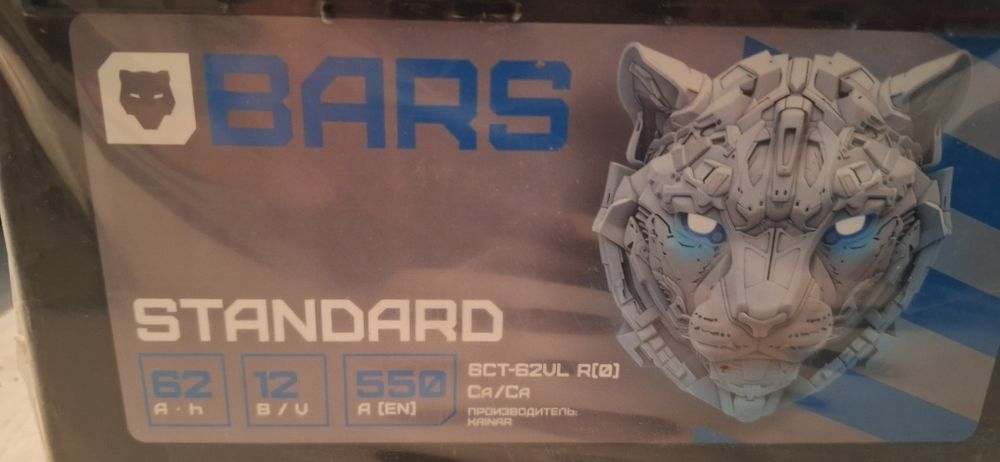 BARS
STANDARD
62
A·h
12
В/V
550
A (EN)
6СТ-62VL R(0)
Ca/Ca
ПРОИЗВОДИТЕЛЬ:
KAINAR